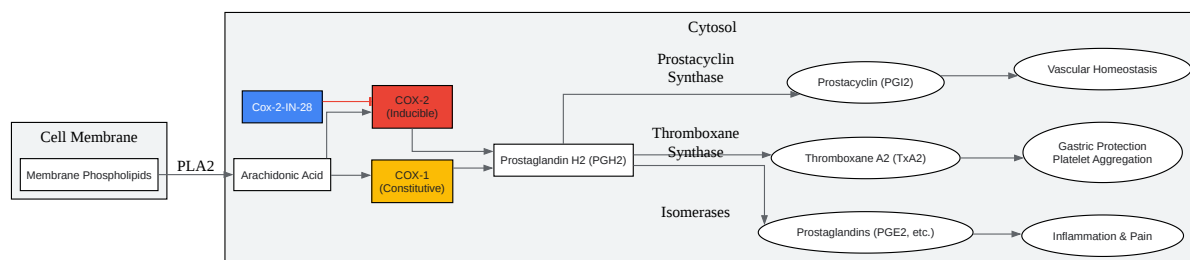 Cytosol
Cell Membrane
Membrane Phospholipids
PLA2
Cox-2-IN-28
Arachidonic Acid
COX-2
(Inducible)
COX-1
(Constitutive)
Prostaglandin H2 (PGH2)
Prostacyclin
Synthase
Thromboxane
Synthase
Isomerases
Prostacyclin (PGI2)
Thromboxane A2 (TxA2)
Prostaglandins (PGE2, etc.)
Vascular Homeostasis
Gastric Protection
Platelet Aggregation
Inflammation & Pain